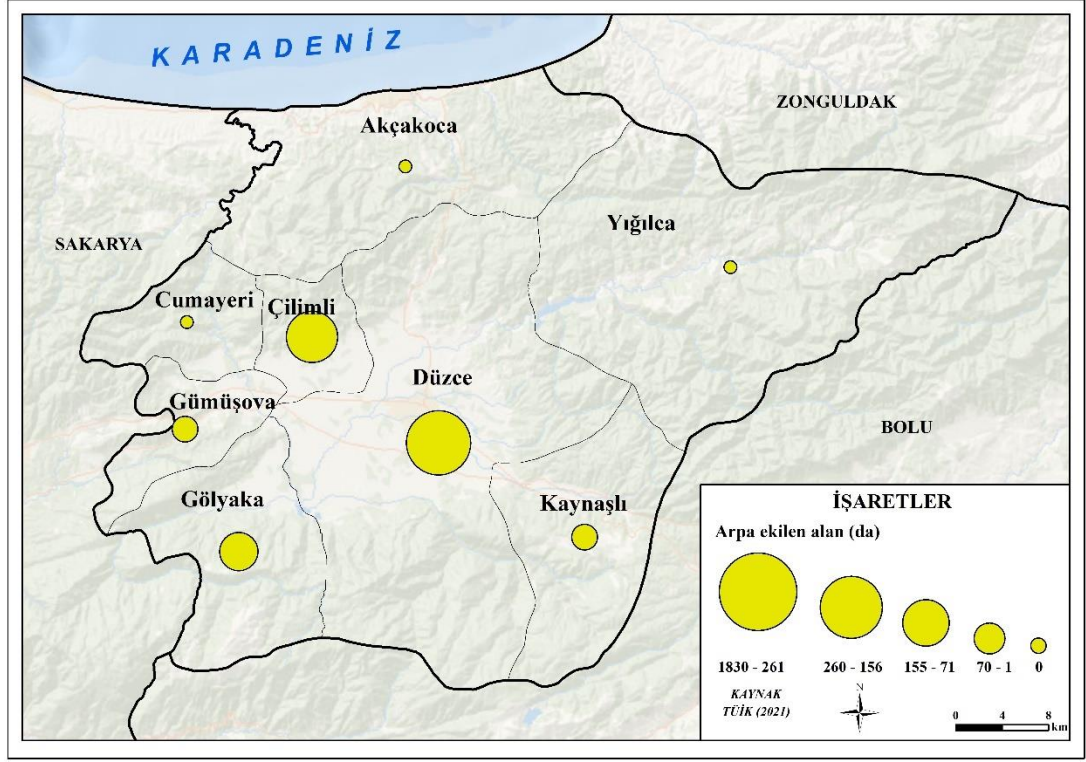 KARADENİZ
ZONGULDAK
Akçakoca
Yığılca
SAKARYA
Cumayeri
Çilimli
Düzce
Gümüşova
BOLU
Gölyaka
Kaynaşlı
İŞARETLER
Arpa ekilen alan (da)
1830 - 261 260 - 156 155 - 71 70 - 1 0
KAYNAK
TÜİK (2021)
N
0 4 8
km